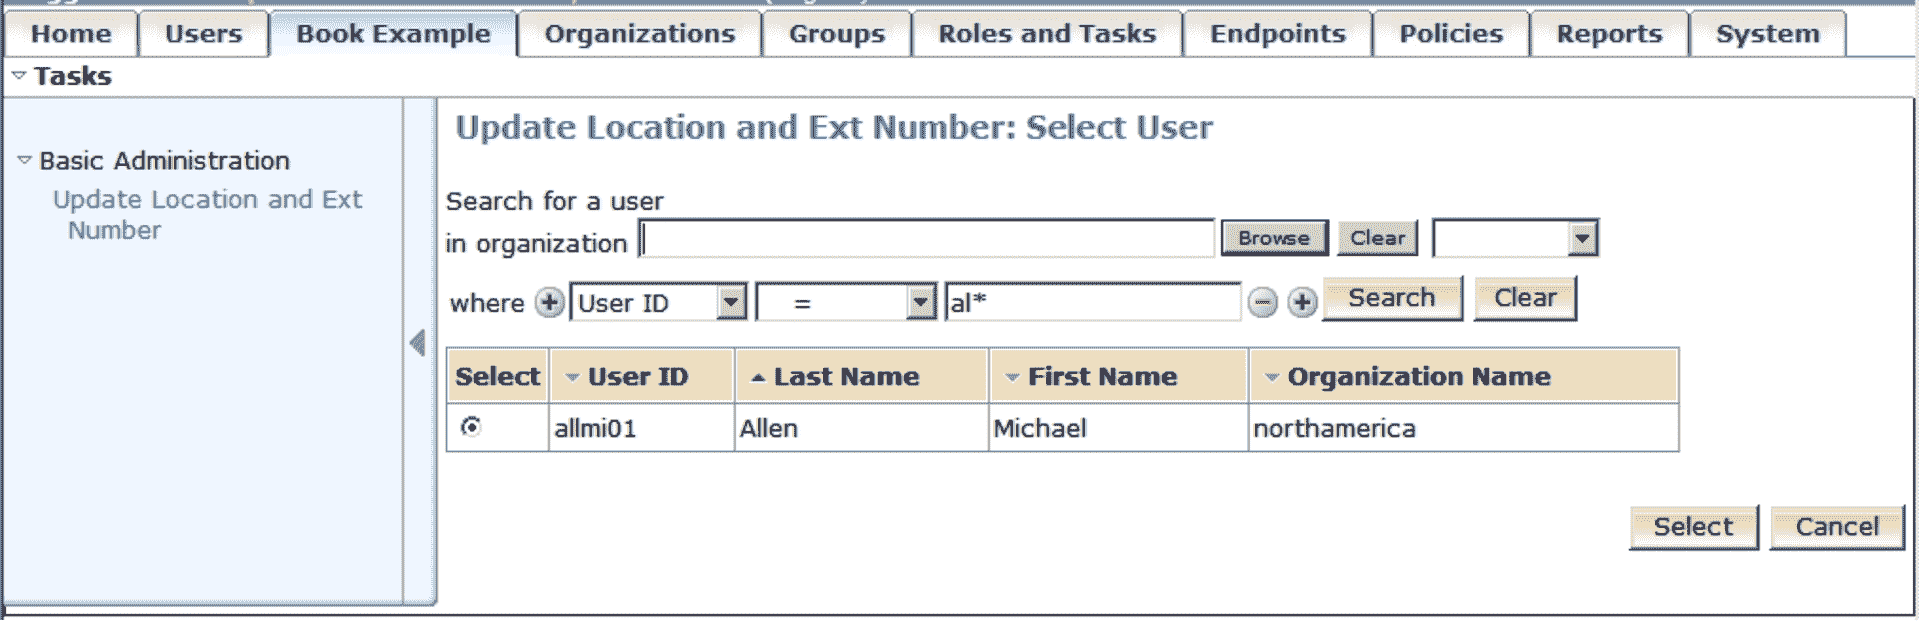 Home Users Book Example Organizations Groups Roles and Tasks Endpoints Policies Reports System
Tasks
Basic Administration
Update Location and Ext
Number
Update Location and Ext Number: Select User
Search for a user
in organization Browse Clear
where User ID = al* Search Clear
Select User ID Last Name First Name Organization Name
allmi01 Allen Michael northamerica
Select Cancel